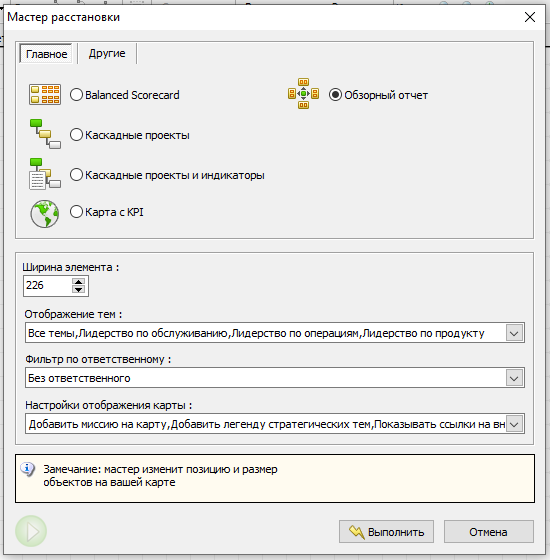 Мастер расстановки
Главное
Другие
Balanced Scorecard
Обзорный отчет
Каскадные проекты
Каскадные проекты и индикаторы
Карта с KPI
Ширина элемента :
226
Отображение тем :
Все темы,Лидерство по обслуживанию,Лидерство по операциям,Лидерство по продукту
Фильтр по ответственному :
Без ответственного
Настройки отображения карты :
Добавить миссию на карту,Добавить легенду стратегических тем,Показывать ссылки на вн
Замечание: мастер изменит позицию и размер
объектов на вашей карте
Выполнить
Отмена